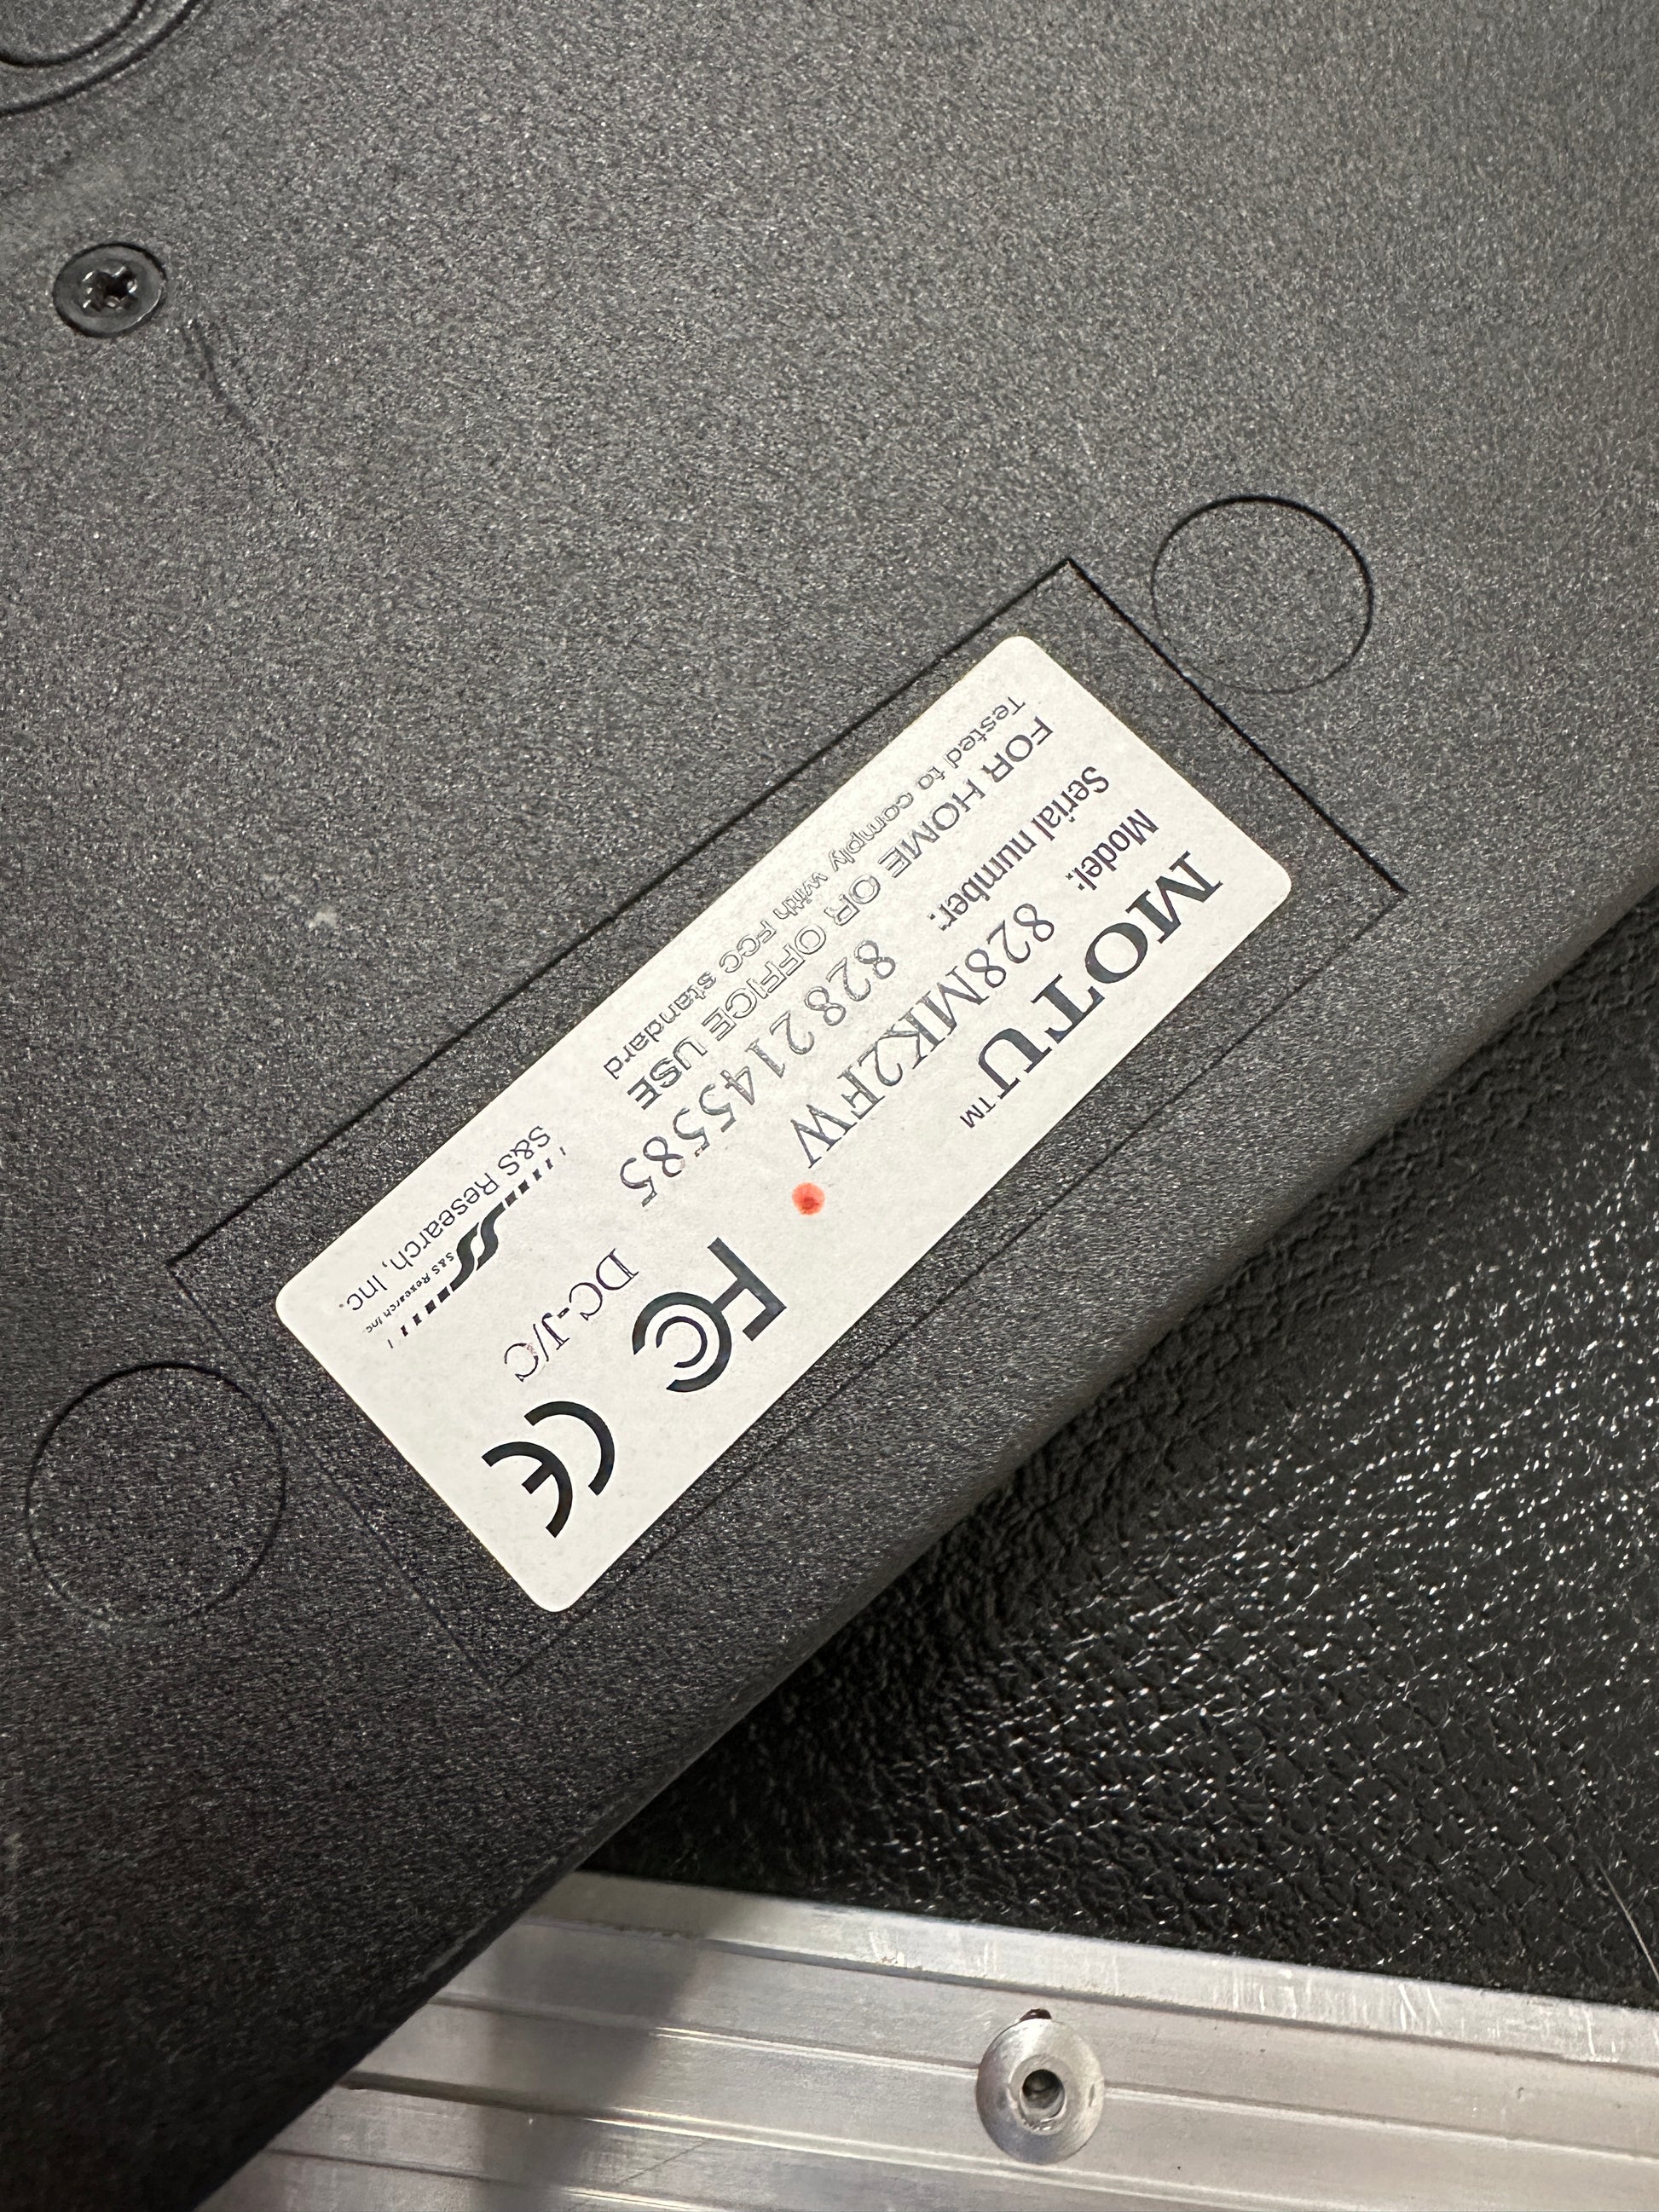 MOTU™
Model: 828MK2FW
Serial number: 8282145585
FOR HOME OR OFFICE USE
Tested to comply with FCC standard
FC CE
DC-J/C
S&S Research Inc.
S&S Research, Inc.